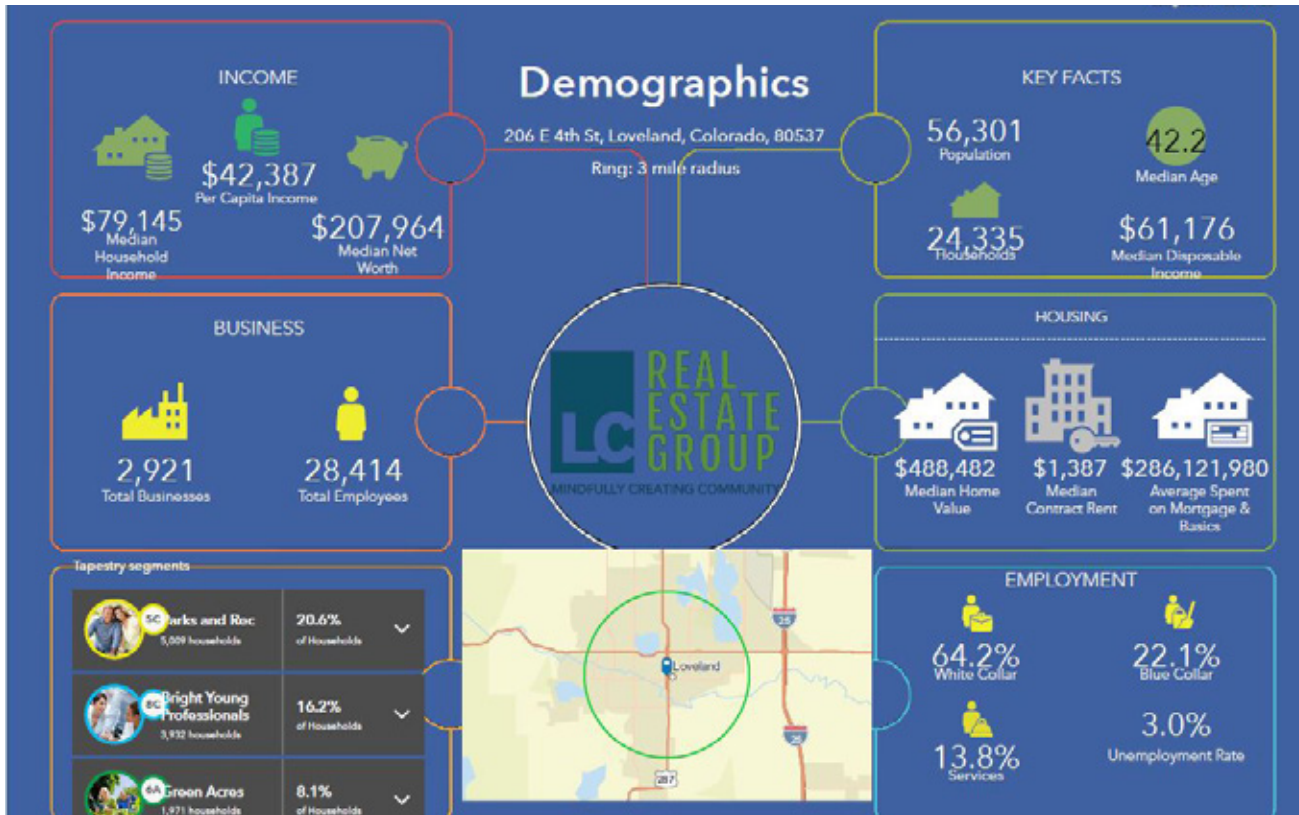 Demographics
206 E 4th St, Loveland, Colorado, 80537
Ring: 3 mile radius
INCOME
$42,387
Per Capita Income
$79,145
Median
Household
Income
$207,964
Median Net
Worth
KEY FACTS
56,301
Population
42.2
Median Age
24,335
Households
$61,176
Median Disposable
Income
BUSINESS
2,921
Total Businesses
28,414
Total Employees
LC
REAL
ESTATE
GROUP
MINDFULLY CREATING COMMUNITY
HOUSING
$488,482
Median Home
Value
$1,387
Median
Contract Rent
$286,121,980
Average Spent
on Mortgage &
Basics
Tapestry segments
5C
arks and Rec
5,009 households
20.6%
of Households
8C
Bright Young
Professionals
3,932 households
16.2%
of Households
6A
Green Acres
1,971 households
8.1%
of Households
Loveland
25
25
287
EMPLOYMENT
64.2%
White Collar
22.1%
Blue Collar
13.8%
Services
3.0%
Unemployment Rate